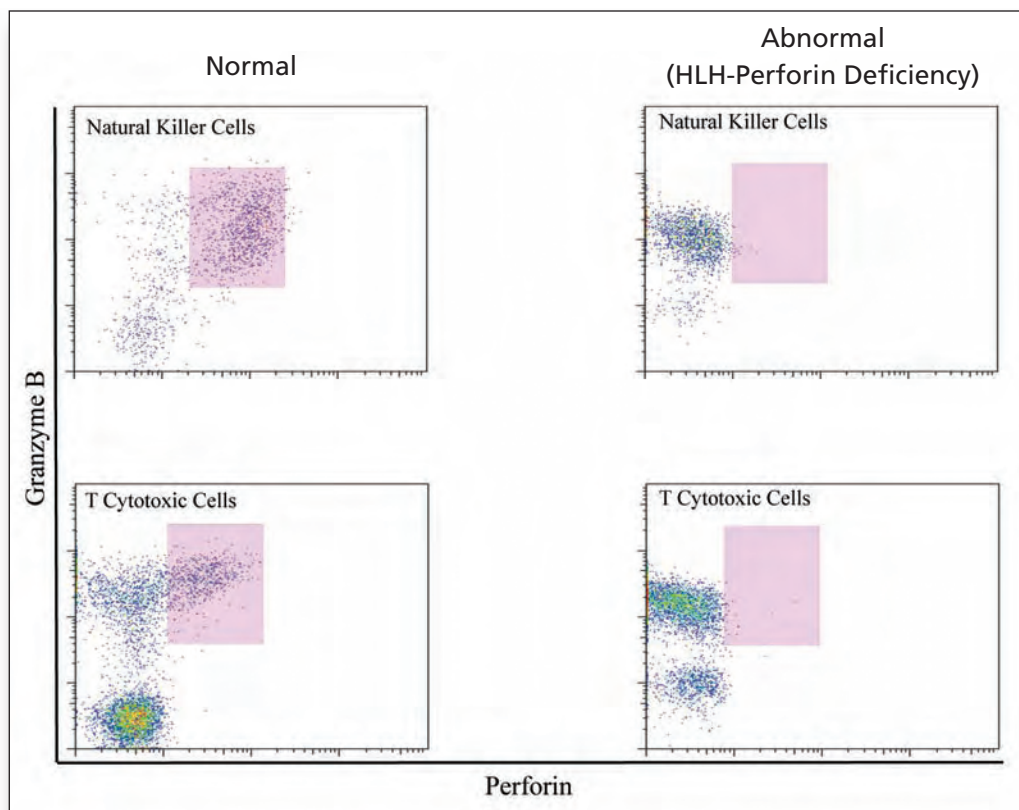 Normal
Abnormal
(HLH-Perforin Deficiency)
Natural Killer Cells
Natural Killer Cells
Granzyme B
T Cytotoxic Cells
T Cytotoxic Cells
Perforin